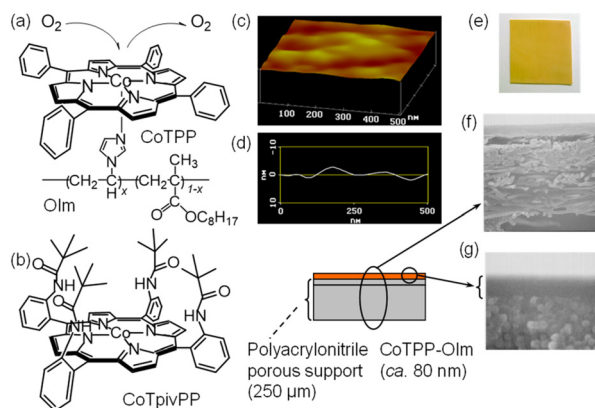 (a)
O2
O2
N
N
Co
N
N
CoTPP
N
N
CH3
(CH2–C)x(CH2–C)1-x
H
OIm
O
OC8H17
(b)
O
NH
O
NH
O
HN
O
HN
N
N
Co
N
N
CoTpivPP
(c)
100 200 300 400 500 nM
(d)
-10
0
10
nM
0 250 500
nM
(e)
(f)
(g)
Polyacrylonitrile
porous support
(250 μm)
CoTPP-OIm
(ca. 80 nm)